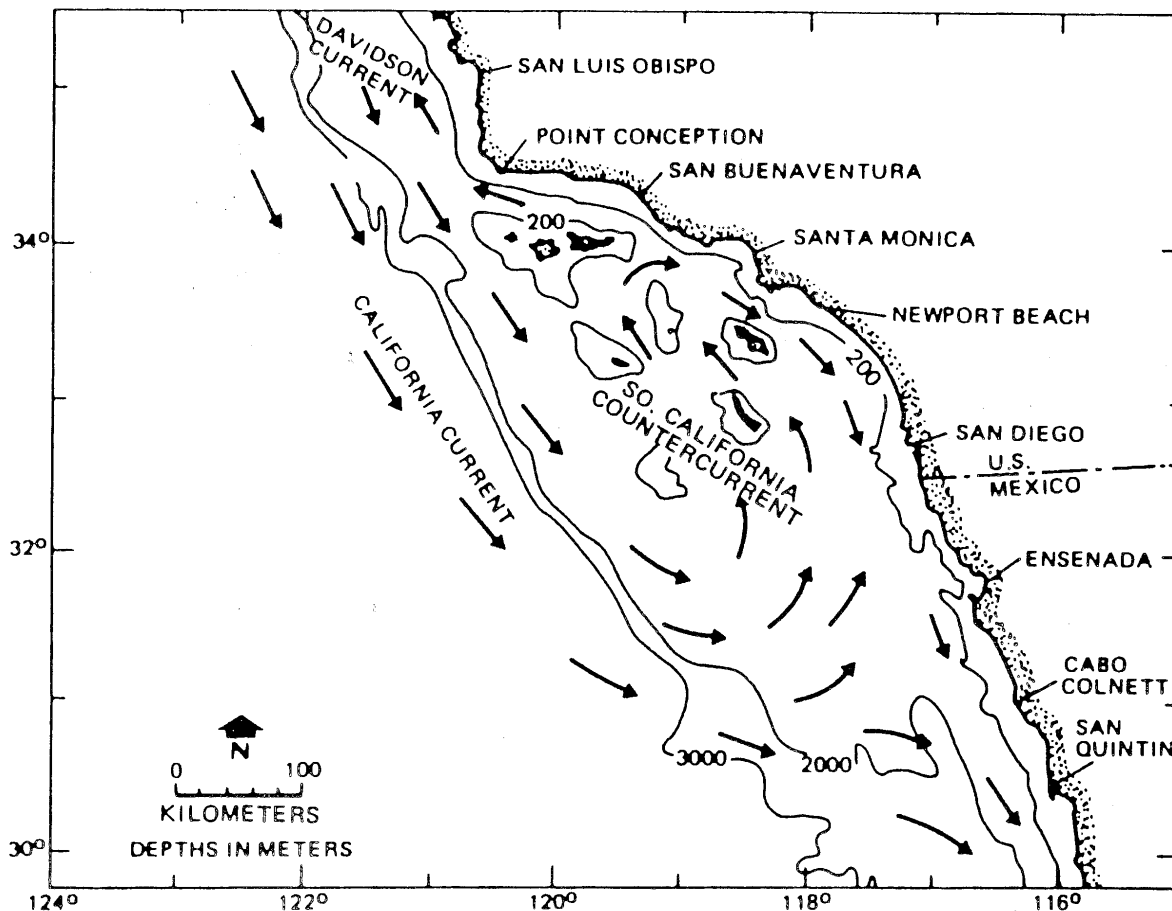 DAVIDSON
CURRENT
SAN LUIS OBISPO
POINT CONCEPTION
SAN BUENAVENTURA
200
34°
SANTA MONICA
NEWPORT BEACH
CALIFORNIA CURRENT
SO. CALIFORNIA
COUNTERCURRENT
200
SAN DIEGO
U.S.
MEXICO
32°
ENSENADA
CABO
COLNETT
SAN
QUINTIN
N
0 100
KILOMETERS
DEPTHS IN METERS
3000
2000
30°
124° 122° 120° 118° 116°